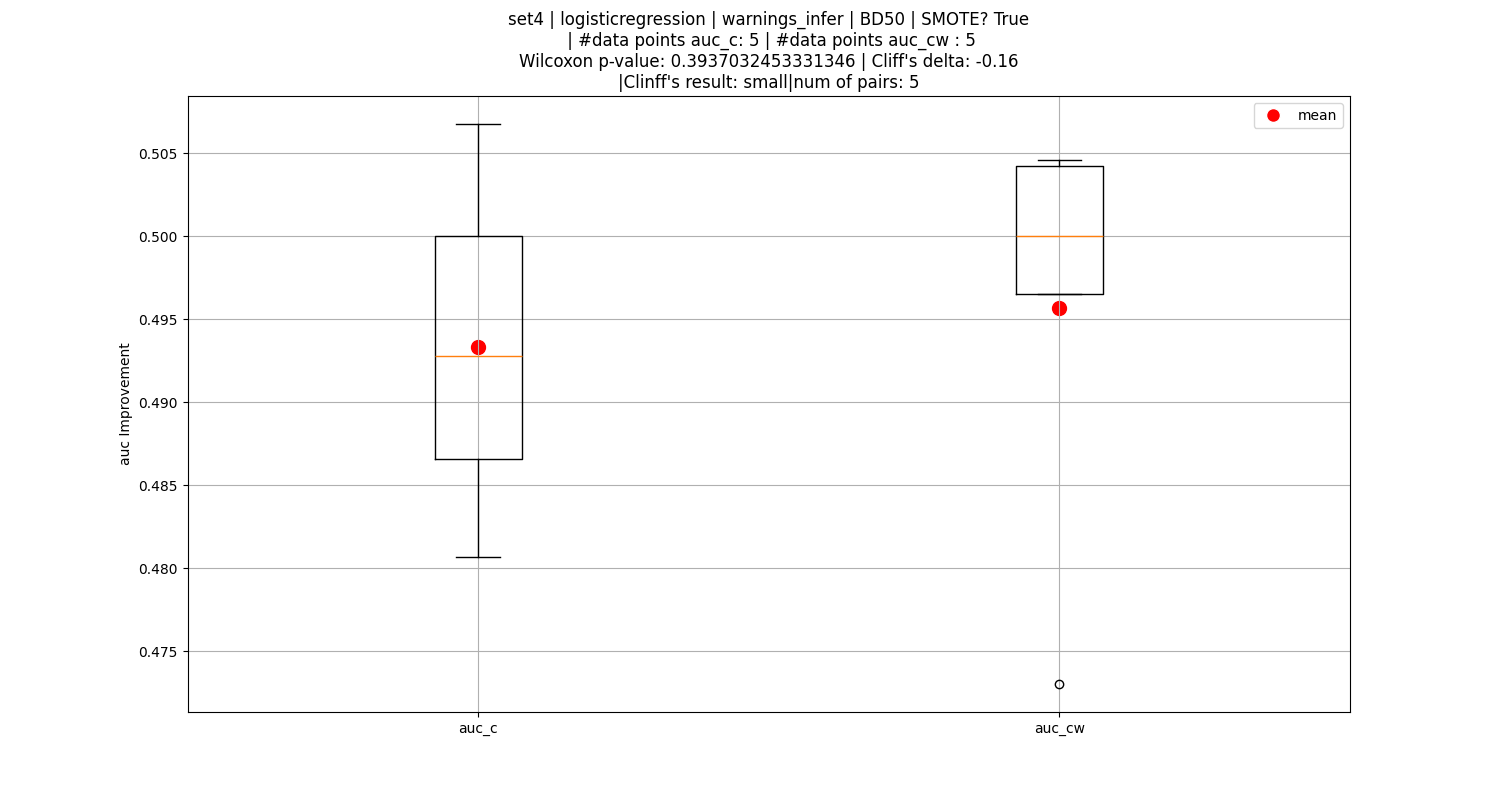 set4 | logisticregression | warnings_infer | BD50 | SMOTE? True
| #data points auc_c: 5 | #data points auc_cw : 5
Wilcoxon p-value: 0.3937032453331346 | Cliff's delta: -0.16
|Clinff's result: small|num of pairs: 5
mean
0.505
0.500
0.495
0.490
0.485
0.480
0.475
auc Improvement
auc_c
auc_cw